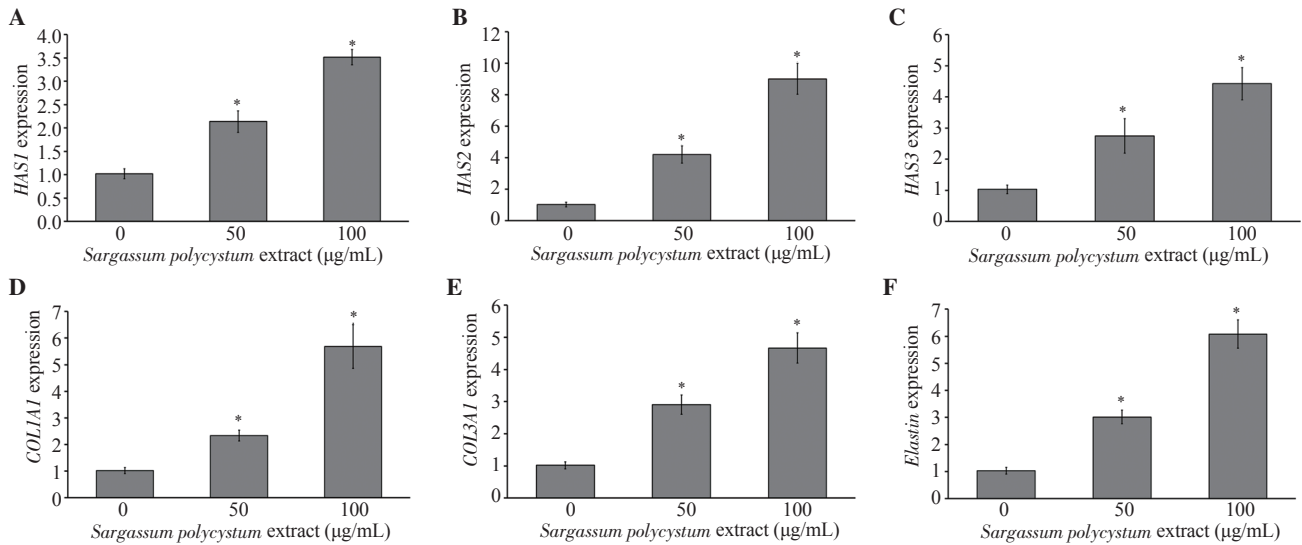 A
HAS1 expression
4.0
3.5
3.0
2.5
2.0
1.5
1.0
0.5
0.0
*
*
0 50 100
Sargassum polycystum extract (μg/mL)
B
HAS2 expression
12
10
8
6
4
2
0
*
*
0 50 100
Sargassum polycystum extract (μg/mL)
C
HAS3 expression
6
5
4
3
2
1
0
*
*
0 50 100
Sargassum polycystum extract (μg/mL)
D
COL1A1 expression
7
6
5
4
3
2
1
0
*
*
0 50 100
Sargassum polycystum extract (μg/mL)
E
COL3A1 expression
6
5
4
3
2
1
0
*
*
0 50 100
Sargassum polycystum extract (μg/mL)
F
Elastin expression
7
6
5
4
3
2
1
0
*
*
0 50 100
Sargassum polycystum extract (μg/mL)